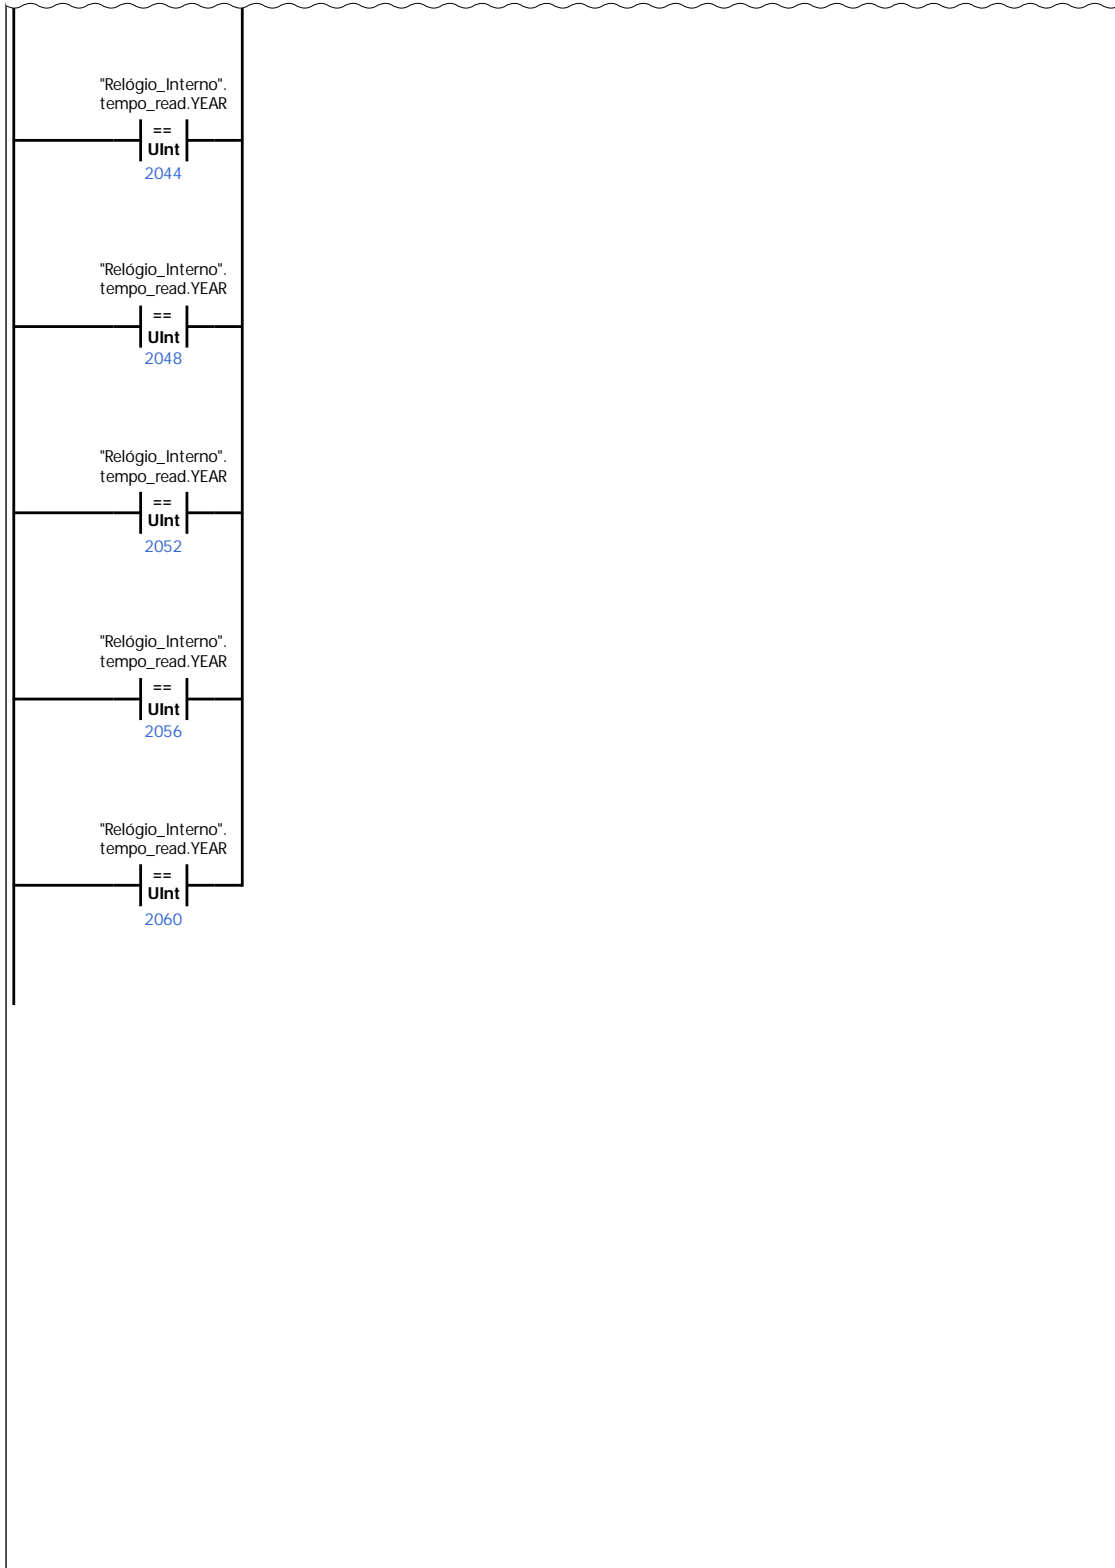 "Relógio_Interno".
tempo_read.YEAR
==
UInt
2044
"Relógio_Interno".
tempo_read.YEAR
==
UInt
2048
"Relógio_Interno".
tempo_read.YEAR
==
UInt
2052
"Relógio_Interno".
tempo_read.YEAR
==
UInt
2056
"Relógio_Interno".
tempo_read.YEAR
==
UInt
2060